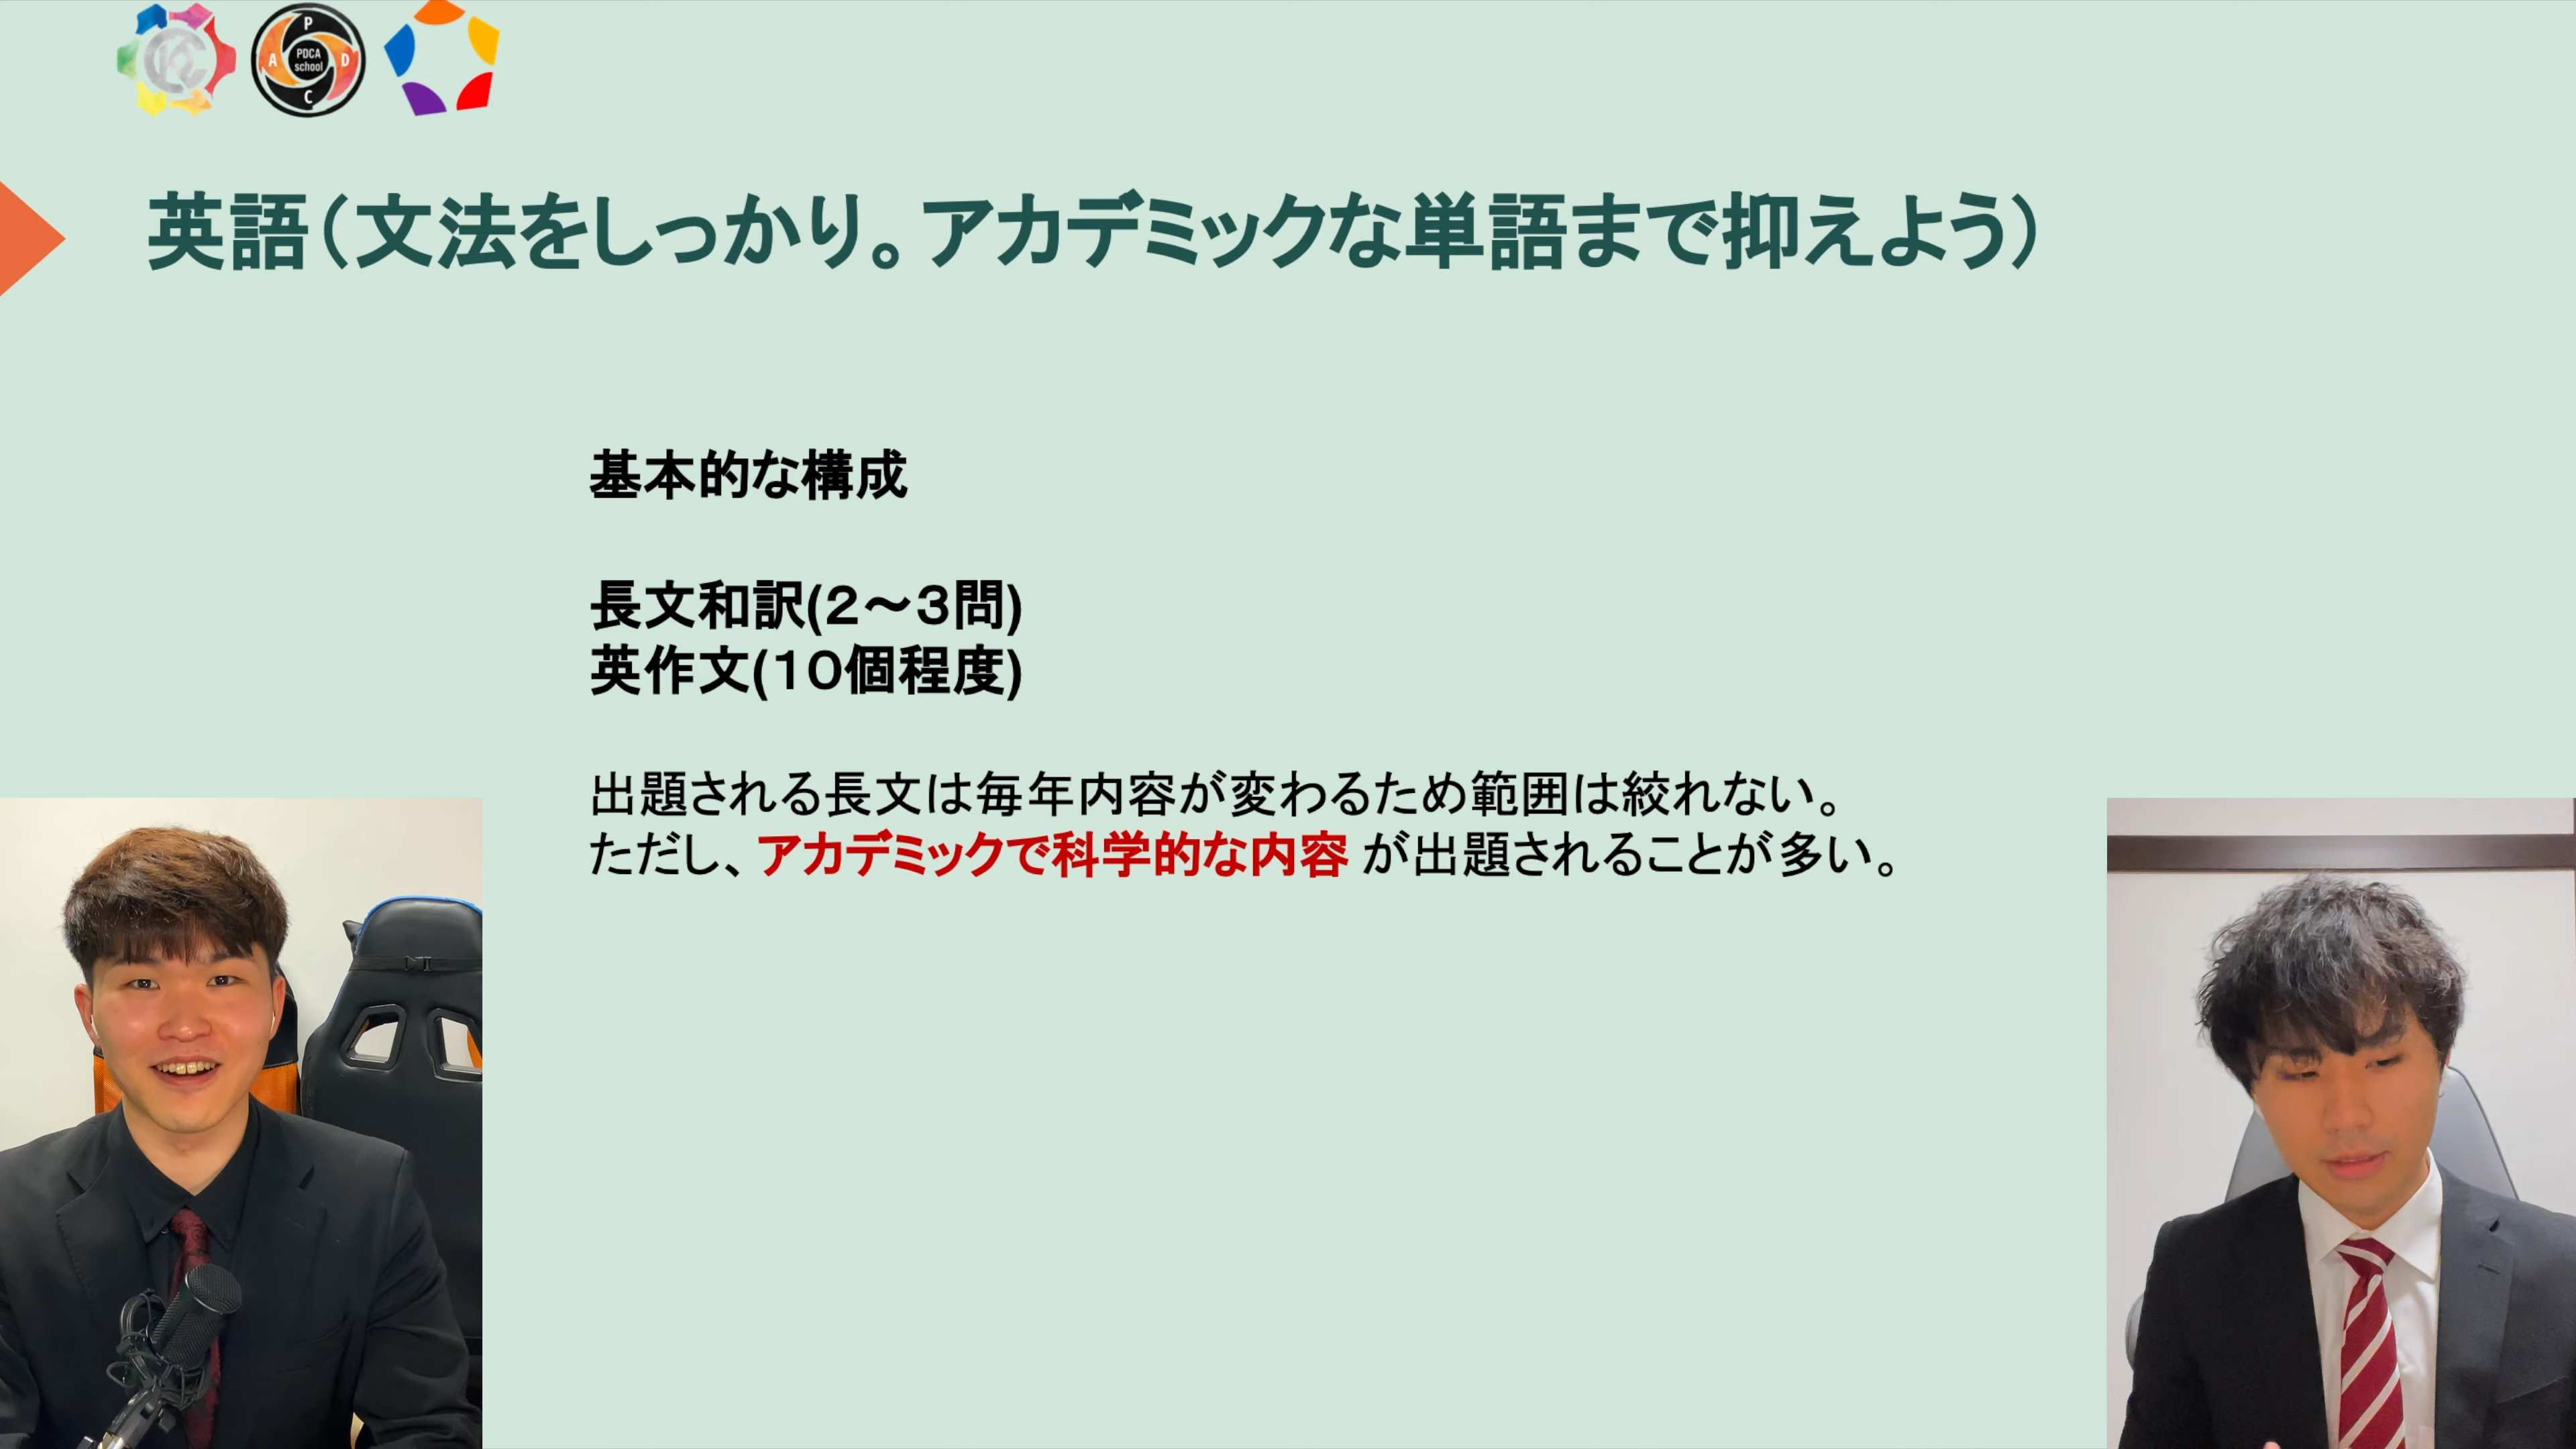 P
A
PDCA
school
D
C
英語（文法をしっかり。アカデミックな単語まで抑えよう）
基本的な構成
長文和訳(2〜3問)
英作文(10個程度)
出題される長文は毎年内容が変わるため範囲は絞れない。
ただし、アカデミックで科学的な内容 が出題されることが多い。